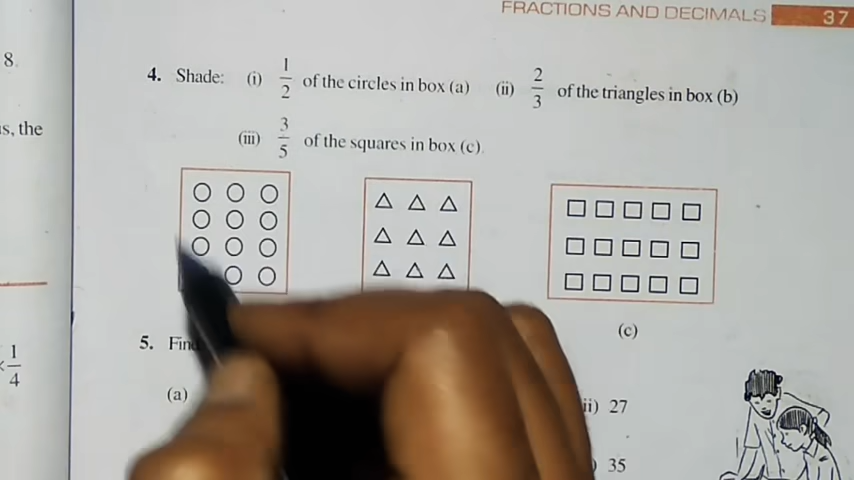 FRACTIONS AND DECIMALS 37
8.
4. Shade: (i) 1/2 of the circles in box (a) (ii) 2/3 of the triangles in box (b)
s, the
(iii) 3/5 of the squares in box (c).
(c)
5. Find
×1/4
(a)
ii) 27
) 35